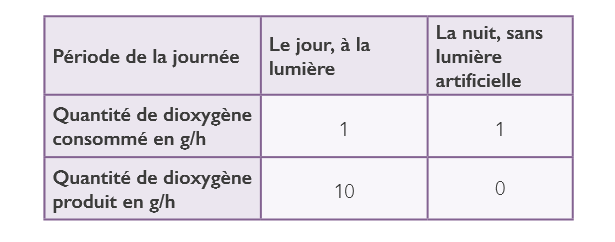 Période de la journée
Le jour, à la
lumière
La nuit, sans
lumière
artificielle
Quantité de dioxygène
consommé en g/h
1
1
Quantité de dioxygène
produit en g/h
10
0